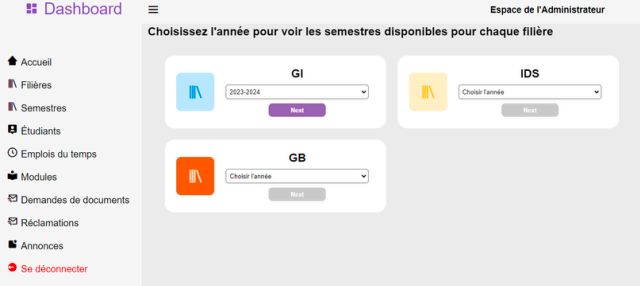 Dashboard
Espace de l'Administrateur
Choisissez l'année pour voir les semestres disponibles pour chaque filière
Accueil
Filières
Semestres
Étudiants
Emplois du temps
Modules
Demandes de documents
Réclamations
Annonces
Se déconnecter
GI
2023-2024
Next
IDS
Choisir l'année
Next
GB
Choisir l'année
Next